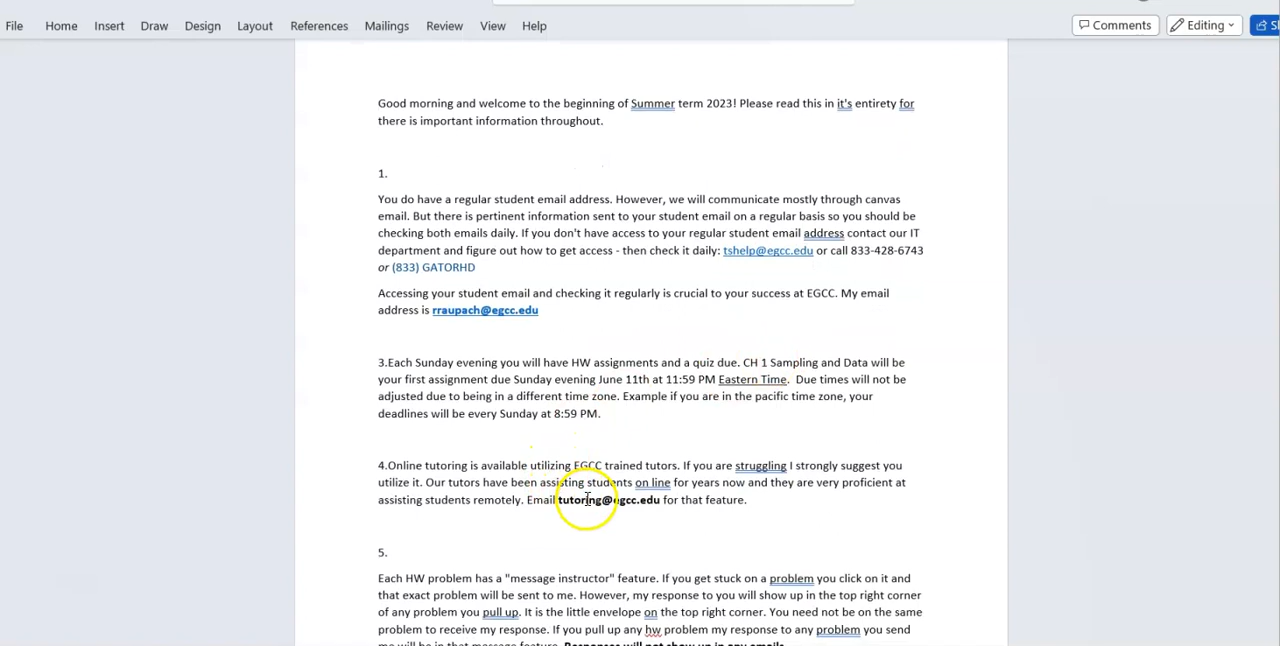 File Home Insert Draw Design Layout References Mailings Review View Help Comments Editing
Good morning and welcome to the beginning of Summer term 2023! Please read this in it's entirety for
there is important information throughout.
1.
You do have a regular student email address. However, we will communicate mostly through canvas
email. But there is pertinent information sent to your student email on a regular basis so you should be
checking both emails daily. If you don't have access to your regular student email address contact our IT
department and figure out how to get access - then check it daily: tshelp@egcc.edu or call 833-428-6743
or (833) GATORHD
Accessing your student email and checking it regularly is crucial to your success at EGCC. My email
address is rraupach@egcc.edu
3.Each Sunday evening you will have HW assignments and a quiz due. CH 1 Sampling and Data will be
your first assignment due Sunday evening June 11th at 11:59 PM Eastern Time. Due times will not be
adjusted due to being in a different time zone. Example if you are in the pacific time zone, your
deadlines will be every Sunday at 8:59 PM.
4.Online tutoring is available utilizing EGCC trained tutors. If you are struggling I strongly suggest you
utilize it. Our tutors have been assisting students on line for years now and they are very proficient at
assisting students remotely. Email tutoring@egcc.edu for that feature.
5.
Each HW problem has a "message instructor" feature. If you get stuck on a problem you click on it and
that exact problem will be sent to me. However, my response to you will show up in the top right corner
of any problem you pull up. It is the little envelope on the top right corner. You need not be on the same
problem to receive my response. If you pull up any hw problem my response to any problem you send
me will be in that message feature. Responses will not show up in any emails.